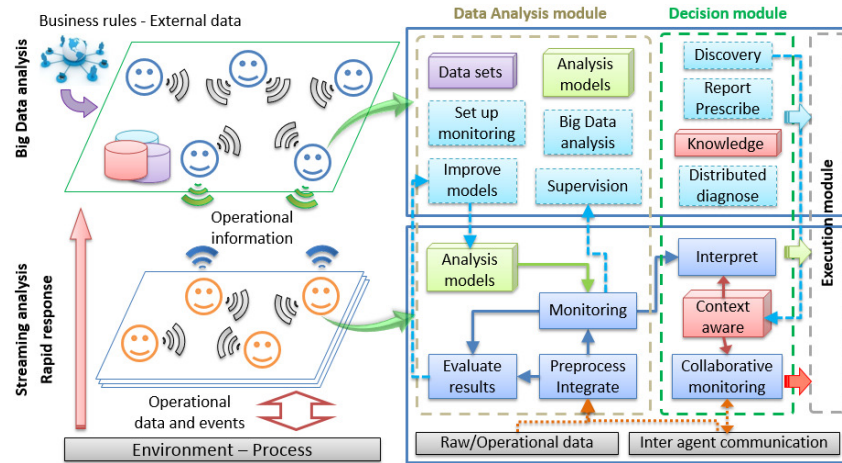 Business rules - External data
Big Data analysis
Operational
information
Streaming analysis
Rapid response
Operational
data and events
Environment – Process
Data Analysis module
Data sets
Analysis
models
Set up
monitoring
Big Data
analysis
Improve
models
Supervision
Analysis
models
Monitoring
Evaluate
results
Preprocess
Integrate
Raw/Operational data
Decision module
Discovery
Report
Prescribe
Knowledge
Distributed
diagnose
Interpret
Context
aware
Collaborative
monitoring
Inter agent communication
Execution module